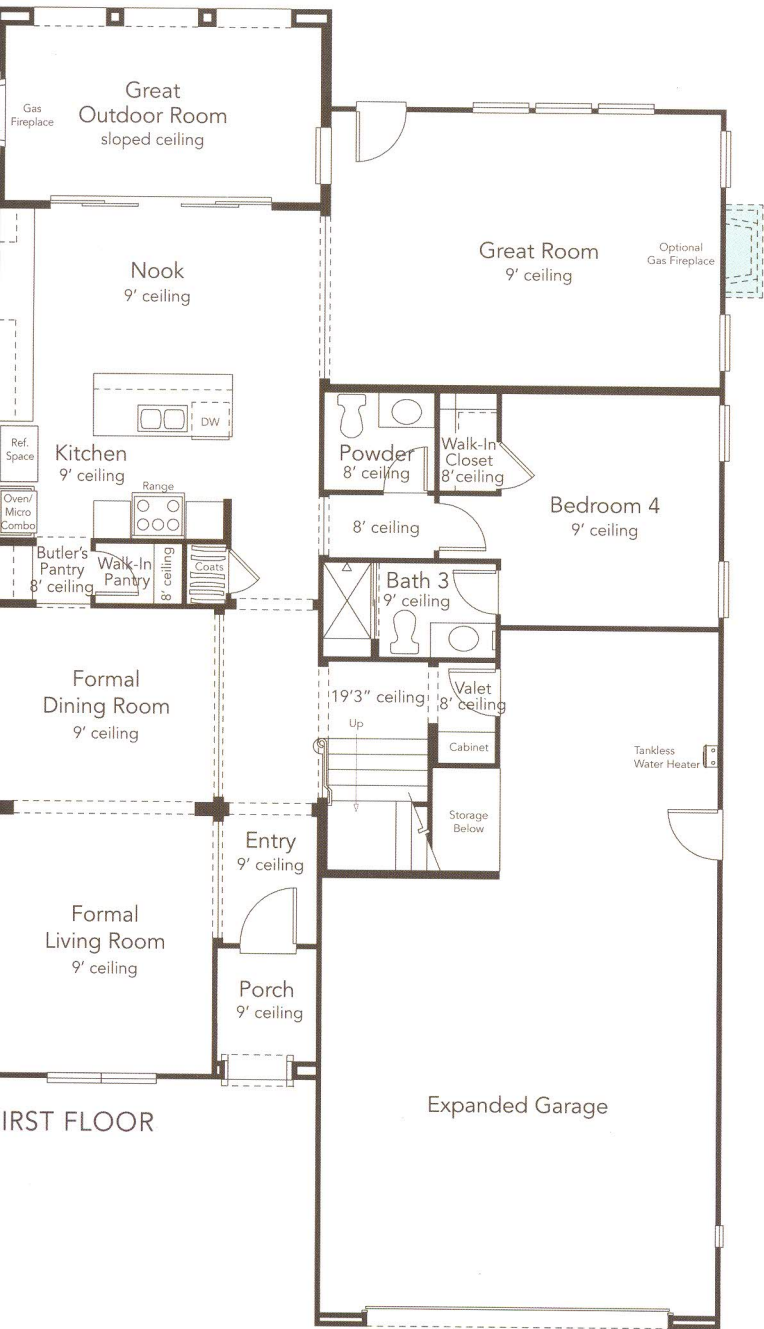 Great
Outdoor Room
sloped ceiling
Gas
Fireplace
Great Room
9' ceiling
Optional
Gas Fireplace
Nook
9' ceiling
DW
Ref.
Space
Kitchen
9' ceiling
Range
Oven/
Micro
Combo
Powder
8' ceiling
Walk-In
Closet
8' ceiling
Bedroom 4
9' ceiling
8' ceiling
Butler's
Pantry
8' ceiling
Walk-In
Pantry
8' ceiling
Coats
Bath 3
9' ceiling
Formal
Dining Room
9' ceiling
19'3" ceiling
Up
Valet
8' ceiling
Cabinet
Tankless
Water Heater
Storage
Below
Entry
9' ceiling
Formal
Living Room
9' ceiling
Porch
9' ceiling
Expanded Garage
IRST FLOOR